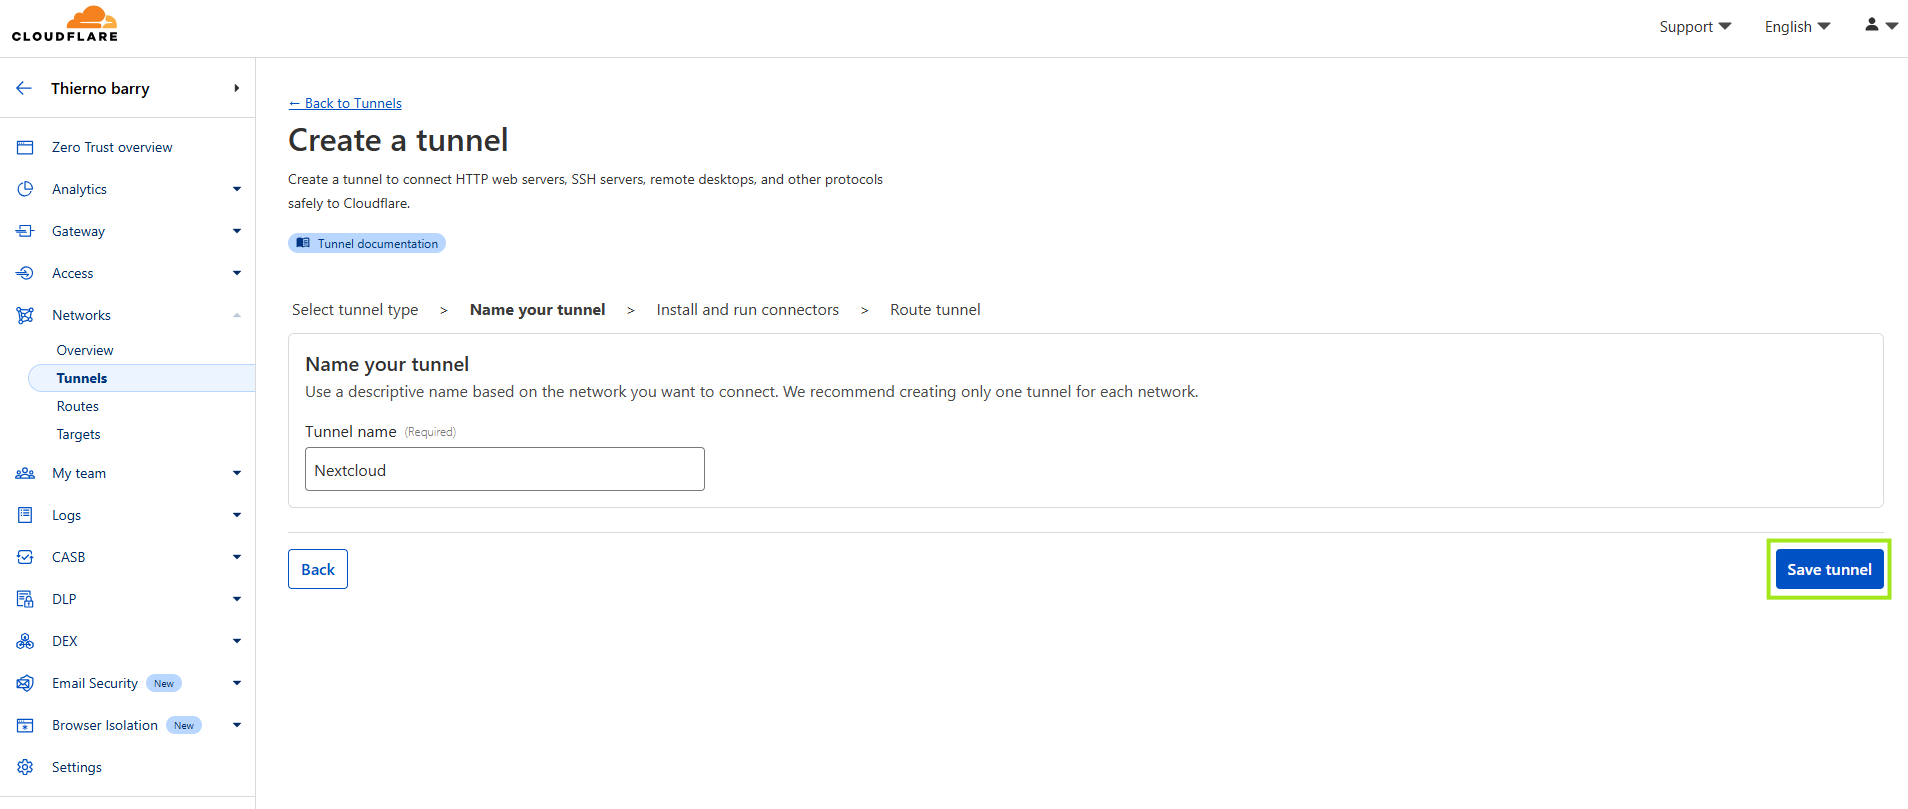 CLOUDFLARE
Support
English
Thierno barry
Zero Trust overview
Analytics
Gateway
Access
Networks
Overview
Tunnels
Routes
Targets
My team
Logs
CASB
DLP
DEX
Email Security New
Browser Isolation New
Settings
← Back to Tunnels
Create a tunnel
Create a tunnel to connect HTTP web servers, SSH servers, remote desktops, and other protocols
safely to Cloudflare.
Tunnel documentation
Select tunnel type > Name your tunnel > Install and run connectors > Route tunnel
Name your tunnel
Use a descriptive name based on the network you want to connect. We recommend creating only one tunnel for each network.
Tunnel name (Required)
Nextcloud
Back
Save tunnel